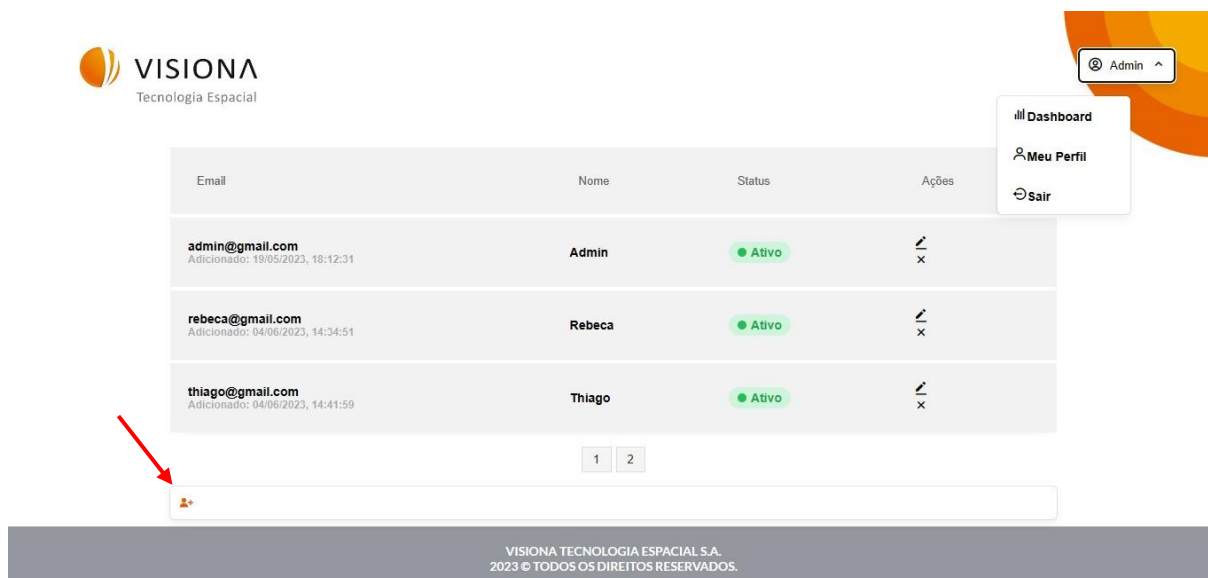 VISIONA
Tecnologia Espacial
Admin
Dashboard
Meu Perfil
Sair
Email Nome Status Ações
admin@gmail.com
Adicionado: 19/05/2023, 18:12:31
Admin Ativo
rebeca@gmail.com
Adicionado: 04/06/2023, 14:34:51
Rebeca Ativo
thiago@gmail.com
Adicionado: 04/06/2023, 14:41:59
Thiago Ativo
1 2
VISIONA TECNOLOGIA ESPACIAL S.A.
2023 © TODOS OS DIREITOS RESERVADOS.